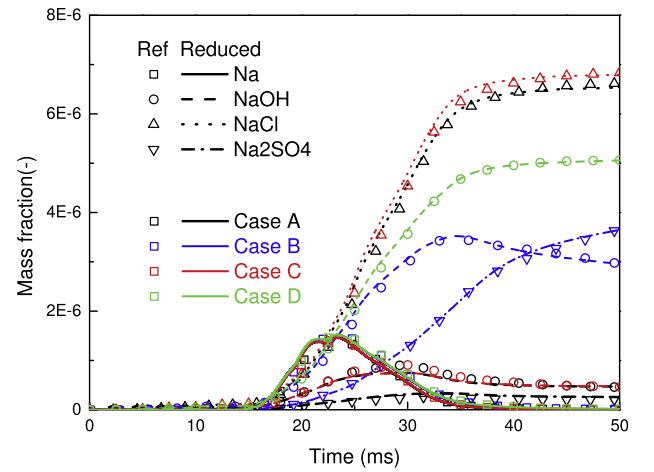 8E-6
Ref Reduced
Na
NaOH
NaCl
Na2SO4
6E-6
4E-6
Case A
Case B
Case C
Case D
2E-6
0
Mass fraction(-)
0 10 20 30 40 50
Time (ms)